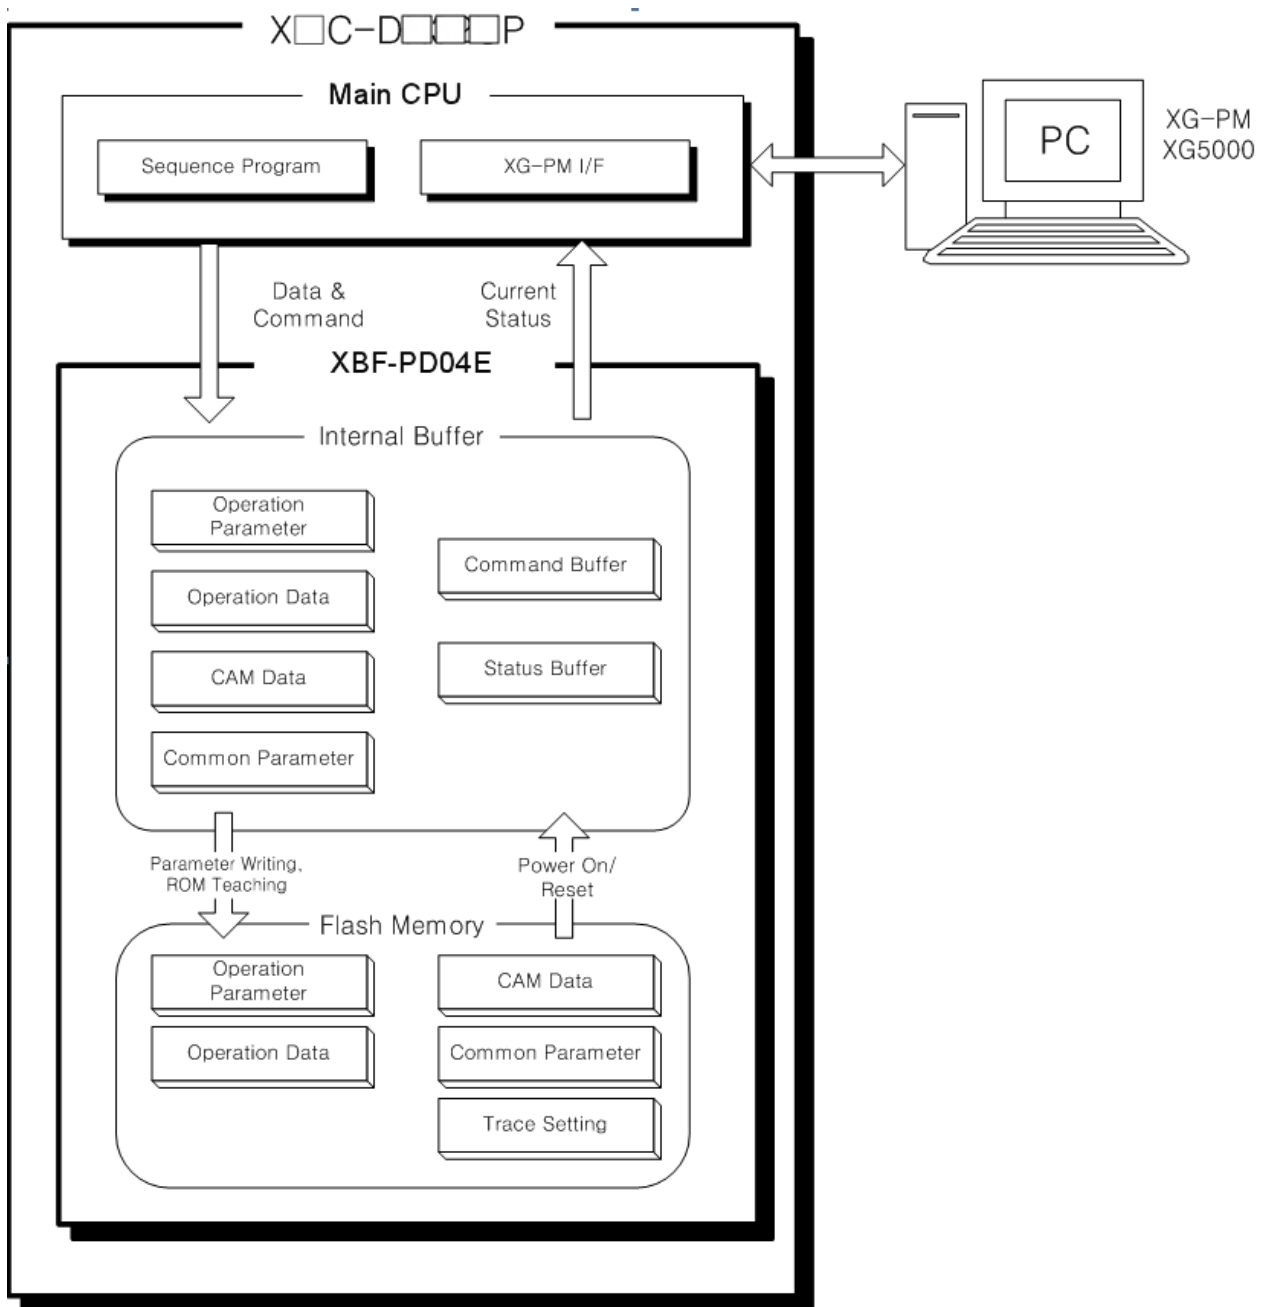 X□C-D□□□□P
Main CPU
Sequence Program
XG-PM I/F
PC
XG-PM
XG5000
Data &
Command
Current
Status
XBF-PD04E
Internal Buffer
Operation
Parameter
Operation Data
CAM Data
Common Parameter
Command Buffer
Status Buffer
Parameter Writing,
ROM Teaching
Power On/
Reset
Flash Memory
Operation
Parameter
Operation Data
CAM Data
Common Parameter
Trace Setting